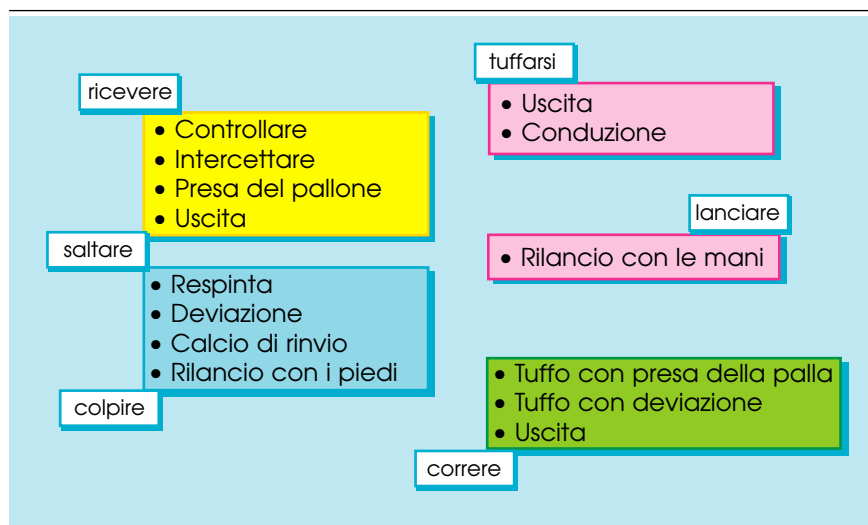 ricevere
• Controllare
• Intercettare
• Presa del pallone
• Uscita
saltare
• Respinta
• Deviazione
• Calcio di rinvio
• Rilancio con i piedi
colpire
tuffarsi
• Uscita
• Conduzione
lanciare
• Rilancio con le mani
• Tuffo con presa della palla
• Tuffo con deviazione
• Uscita
correre